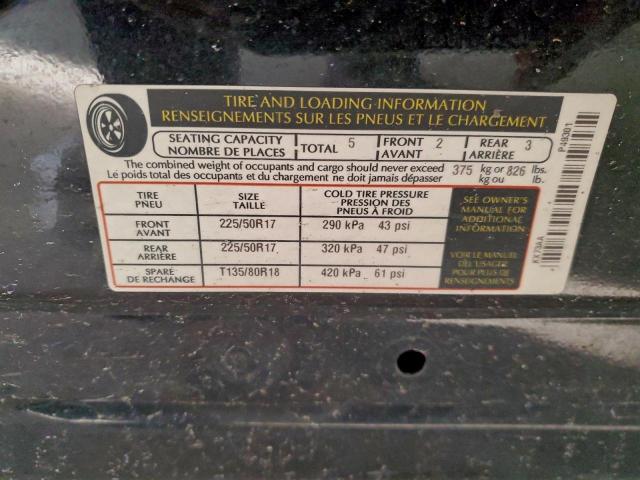 TIRE AND LOADING INFORMATION
RENSEIGNEMENTS SUR LES PNEUS ET LE CHARGEMENT
SEATING CAPACITY
NOMBRE DE PLACES
TOTAL 5
FRONT 2
AVANT
REAR 3
ARRIÈRE
The combined weight of occupants and cargo should never exceed 375 kg or 826 lbs.
Le poids total des occupants et du chargement ne doit jamais dépasser kg ou lb.
TIRE
PNEU
SIZE
TAILLE
COLD TIRE PRESSURE
PRESSION DES
PNEUS À FROID
FRONT
AVANT
225/50R17
290 kPa 43 psi
REAR
ARRIÈRE
225/50R17
320 kPa 47 psi
SPARE
DE RECHANGE
T135/80R18
420 kPa 61 psi
SEE OWNER'S
MANUAL FOR
ADDITIONAL
INFORMATION
VOIR LE MANUEL
DE L'USAGER
POUR PLUS DE
RENSEIGNEMENTS
P49301
KX73AA